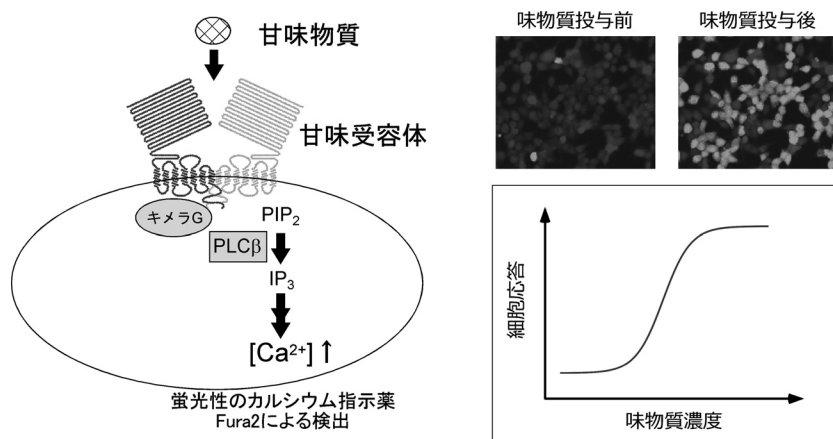 甘味物質
甘味受容体
キメラG
PIP2
PLCβ
IP3
[Ca2+]↑
蛍光性のカルシウム指示薬
Fura2による検出
味物質投与前
味物質投与後
細胞応答
味物質濃度